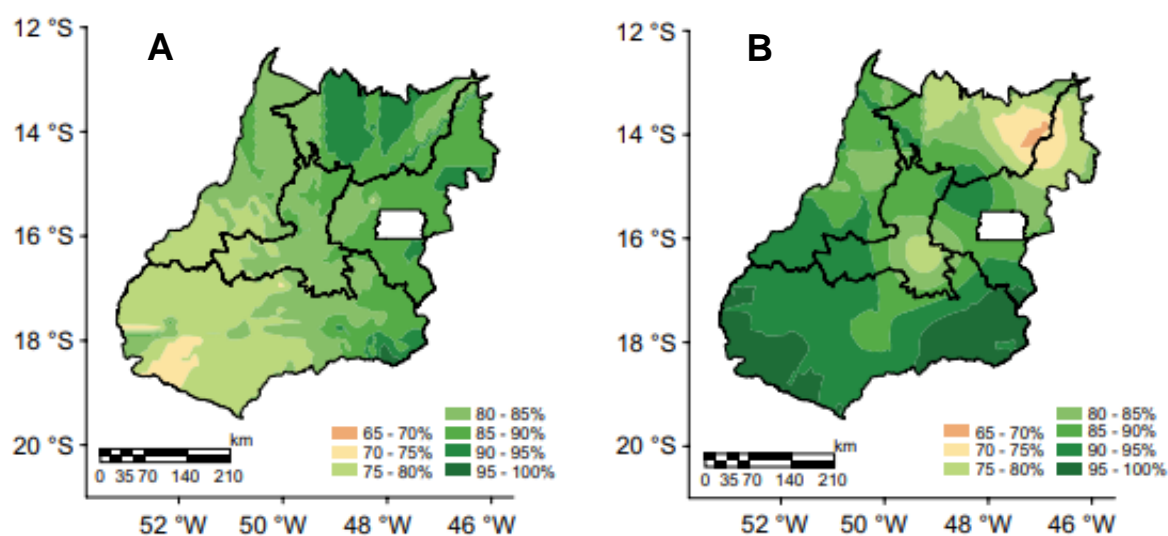 A
12 °S
14 °S
16 °S
18 °S
20 °S
80 - 85%
65 - 70%
85 - 90%
70 - 75%
90 - 95%
75 - 80%
95 - 100%
km
0 35 70 140 210
52 °W 50 °W 48 °W 46 °W
B
12 °S
14 °S
16 °S
18 °S
20 °S
80 - 85%
65 - 70%
85 - 90%
70 - 75%
90 - 95%
75 - 80%
95 - 100%
km
0 35 70 140 210
52 °W 50 °W 48 °W 46 °W